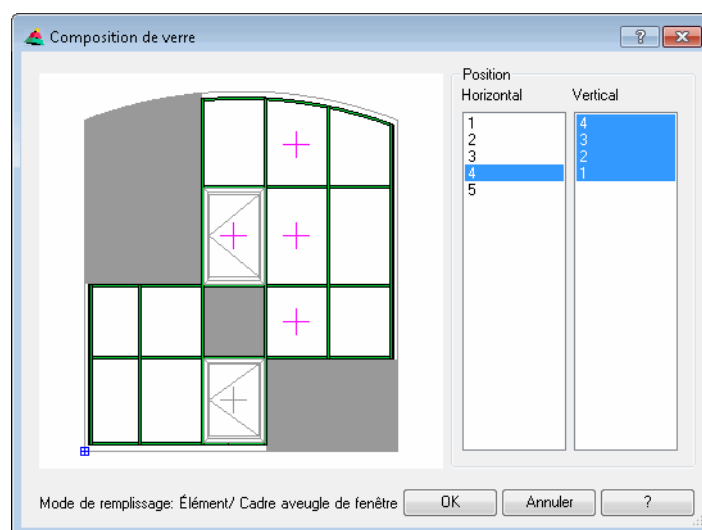 Composition de verre
Position
Horizontal Vertical
1 4
2 3
3 2
4 1
5
Mode de remplissage: Élément/ Cadre aveugle de fenêtre OK Annuler ?